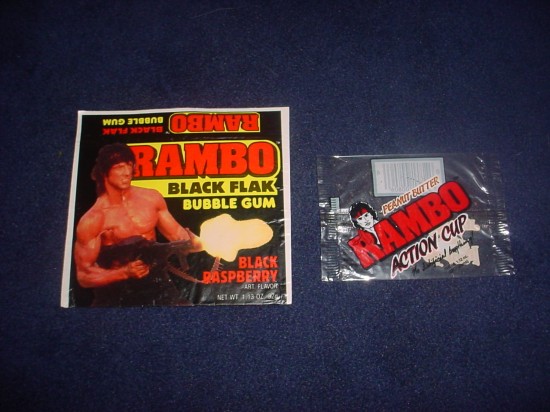 RAMBO
BLACK FLAK
BUBBLE GUM
RAMBO
BLACK FLAK
BUBBLE GUM
BLACK
RASPBERRY
ART. FLAVOR
NET WT.
PEANUT-BUTTER
RAMBO
ACTION CUP